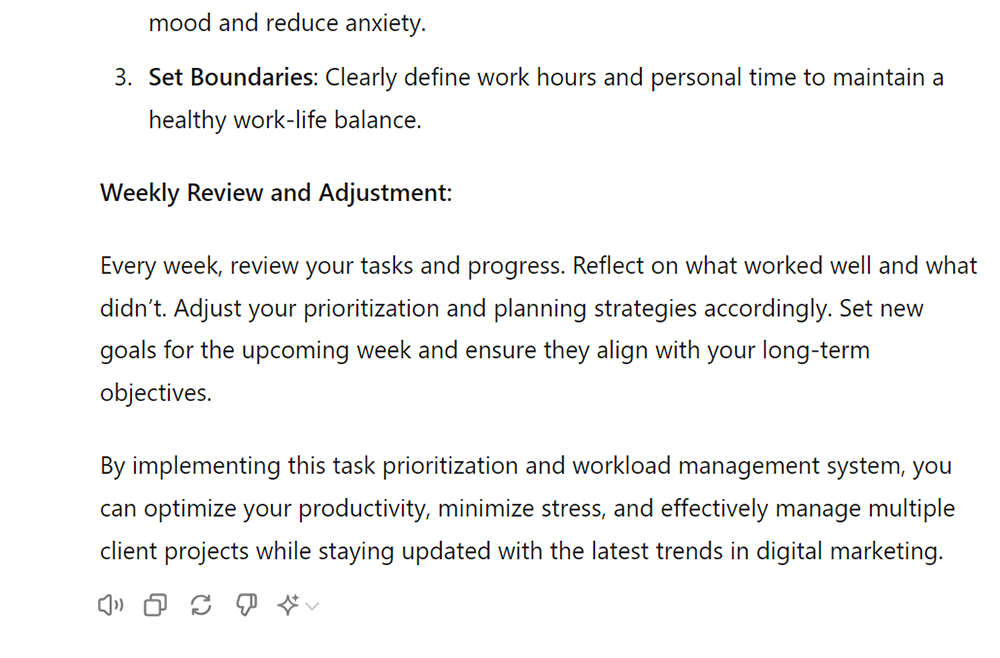 mood and reduce anxiety.
3. Set Boundaries: Clearly define work hours and personal time to maintain a
healthy work-life balance.
Weekly Review and Adjustment:
Every week, review your tasks and progress. Reflect on what worked well and what
didn’t. Adjust your prioritization and planning strategies accordingly. Set new
goals for the upcoming week and ensure they align with your long-term
objectives.
By implementing this task prioritization and workload management system, you
can optimize your productivity, minimize stress, and effectively manage multiple
client projects while staying updated with the latest trends in digital marketing.